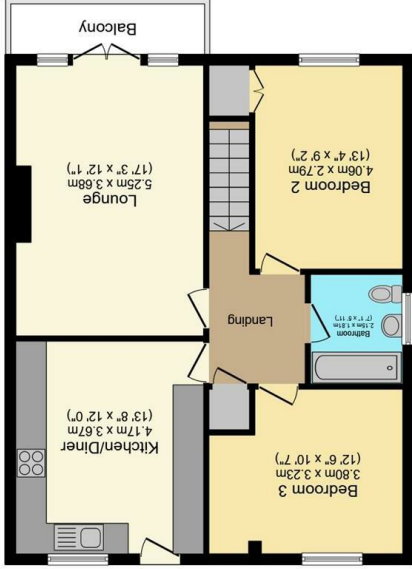 Bedroom 3
3.80m x 3.23m
(12' 6" x 10' 7")
Kitchen/Diner
4.17m x 3.67m
(13' 8" x 12' 0")
Bathroom
2.15m x 1.81m
(7' 1" x 5' 11")
Landing
Bedroom 2
4.06m x 2.79m
(13' 4" x 9' 2")
Lounge
5.25m x 3.68m
(17' 3" x 12' 1")
Balcony